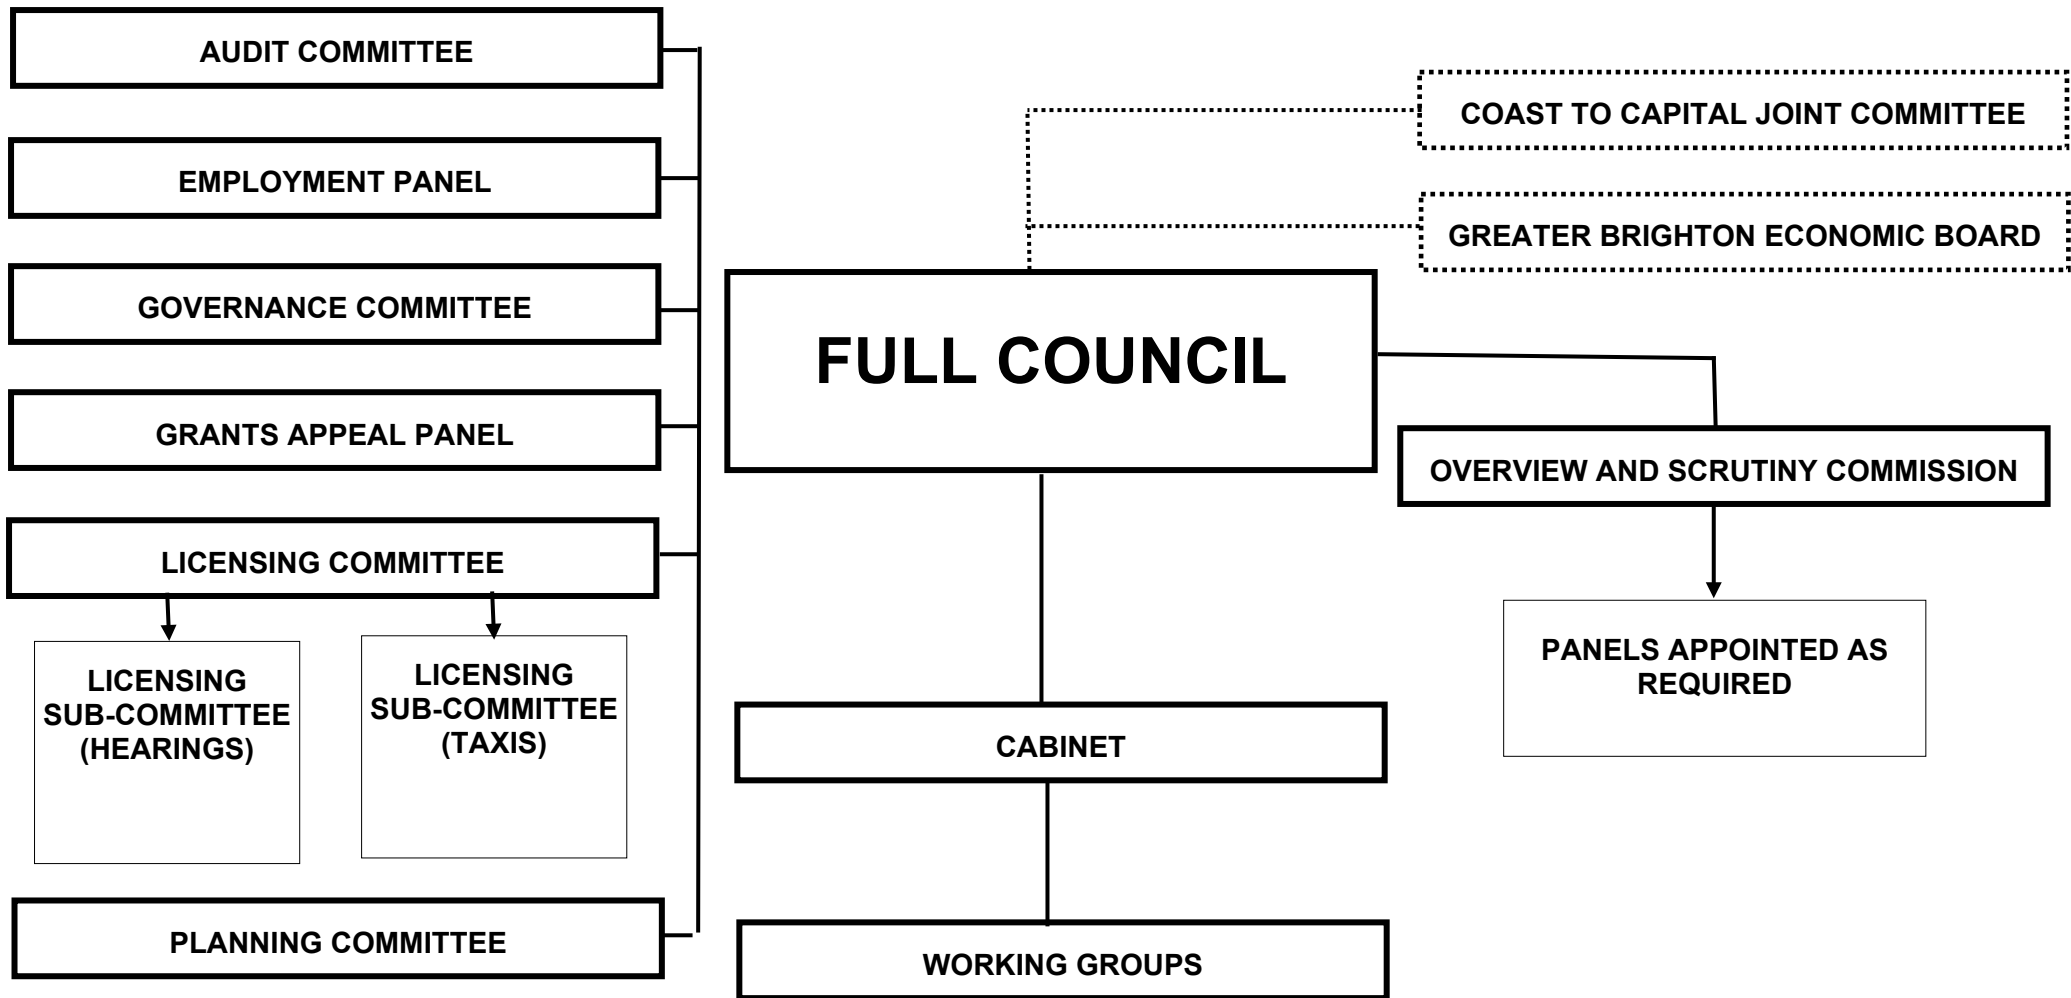 AUDIT COMMITTEE
EMPLOYMENT PANEL
GOVERNANCE COMMITTEE
GRANTS APPEAL PANEL
LICENSING COMMITTEE
LICENSING
SUB-COMMITTEE
(HEARINGS)
LICENSING
SUB-COMMITTEE
(TAXIS)
PLANNING COMMITTEE
COAST TO CAPITAL JOINT COMMITTEE
GREATER BRIGHTON ECONOMIC BOARD
FULL COUNCIL
OVERVIEW AND SCRUTINY COMMISSION
PANELS APPOINTED AS
REQUIRED
CABINET
WORKING GROUPS